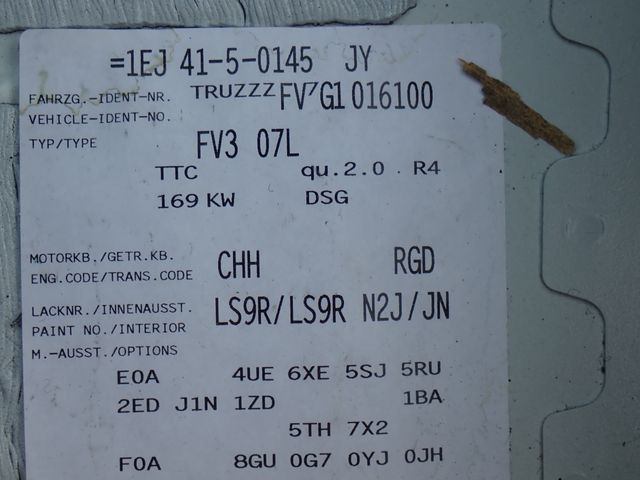 =1EJ 41-5-0145 JY
FAHRZG.-IDENT-NR. TRUZZZFV7G1016100
VEHICLE-IDENT-NO.
TYP/TYPE FV3 07L
TTC qu.2.0 R4
169 KW DSG
MOTORKB./GETR.KB.
ENG.CODE/TRANS.CODE CHH RGD
LACKNR./INNENAUSST. LS9R/LS9R N2J/JN
PAINT NO./INTERIOR
M.-AUSST./OPTIONS
E0A 4UE 6XE 5SJ 5RU
2ED J1N 1ZD 1BA
5TH 7X2
F0A 8GU 0G7 0YJ 0JH